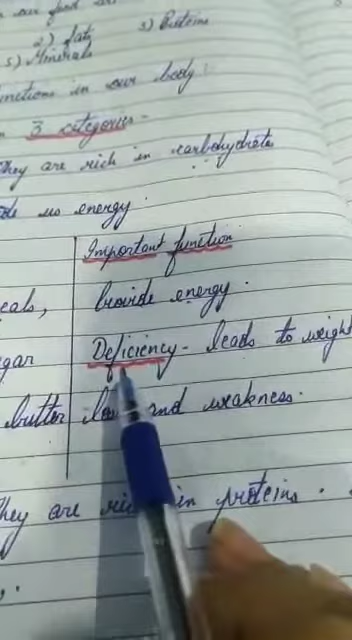 our food are
2) fats 3) Proteins
5) Minerals
functions in our body:
3 categories -
They are rich in carbohydrate
us energy.
Important function
eals, Provide energy.
gar Deficiency - leads to weight
butter loss and weakness.
They are rich in proteins.